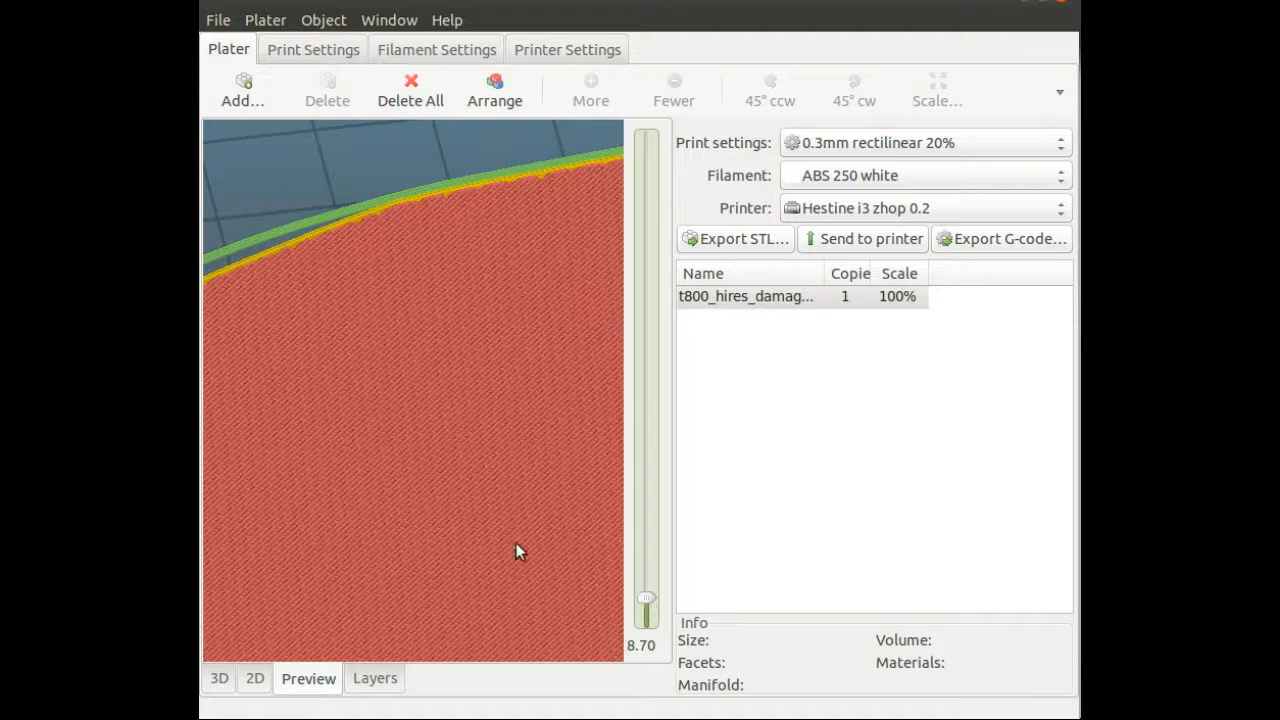 File Plater Object Window Help
Plater Print Settings Filament Settings Printer Settings
Add... Delete Delete All Arrange More Fewer 45° ccw 45° cw Scale...
Print settings: 0.3mm rectilinear 20%
Filament: ABS 250 white
Printer: Hestine i3 zhop 0.2
Export STL... Send to printer Export G-code...
Name Copie Scale
t800_hires_damag... 1 100%
8.70
Info
Size: Volume:
Facets: Materials:
Manifold:
3D 2D Preview Layers